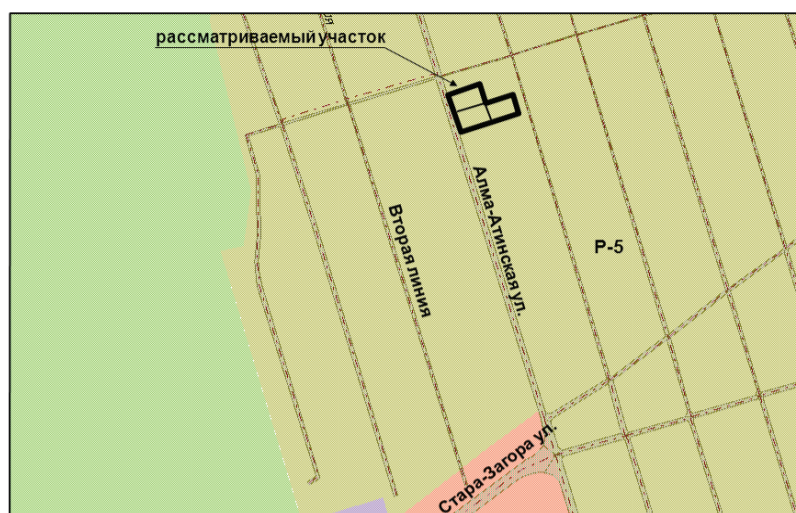 рассматриваемый участок
Алма-Атинская ул.
Вторая линия
Р-5
Стара-Загора ул.